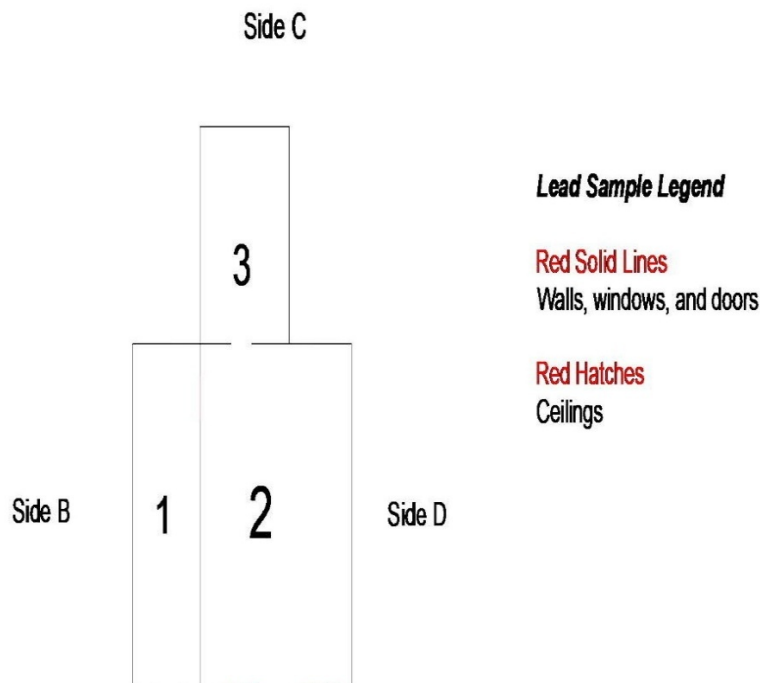 Side C
Lead Sample Legend
3
Red Solid Lines
Walls, windows, and doors
Red Hatches
Ceilings
Side B
1
2
Side D